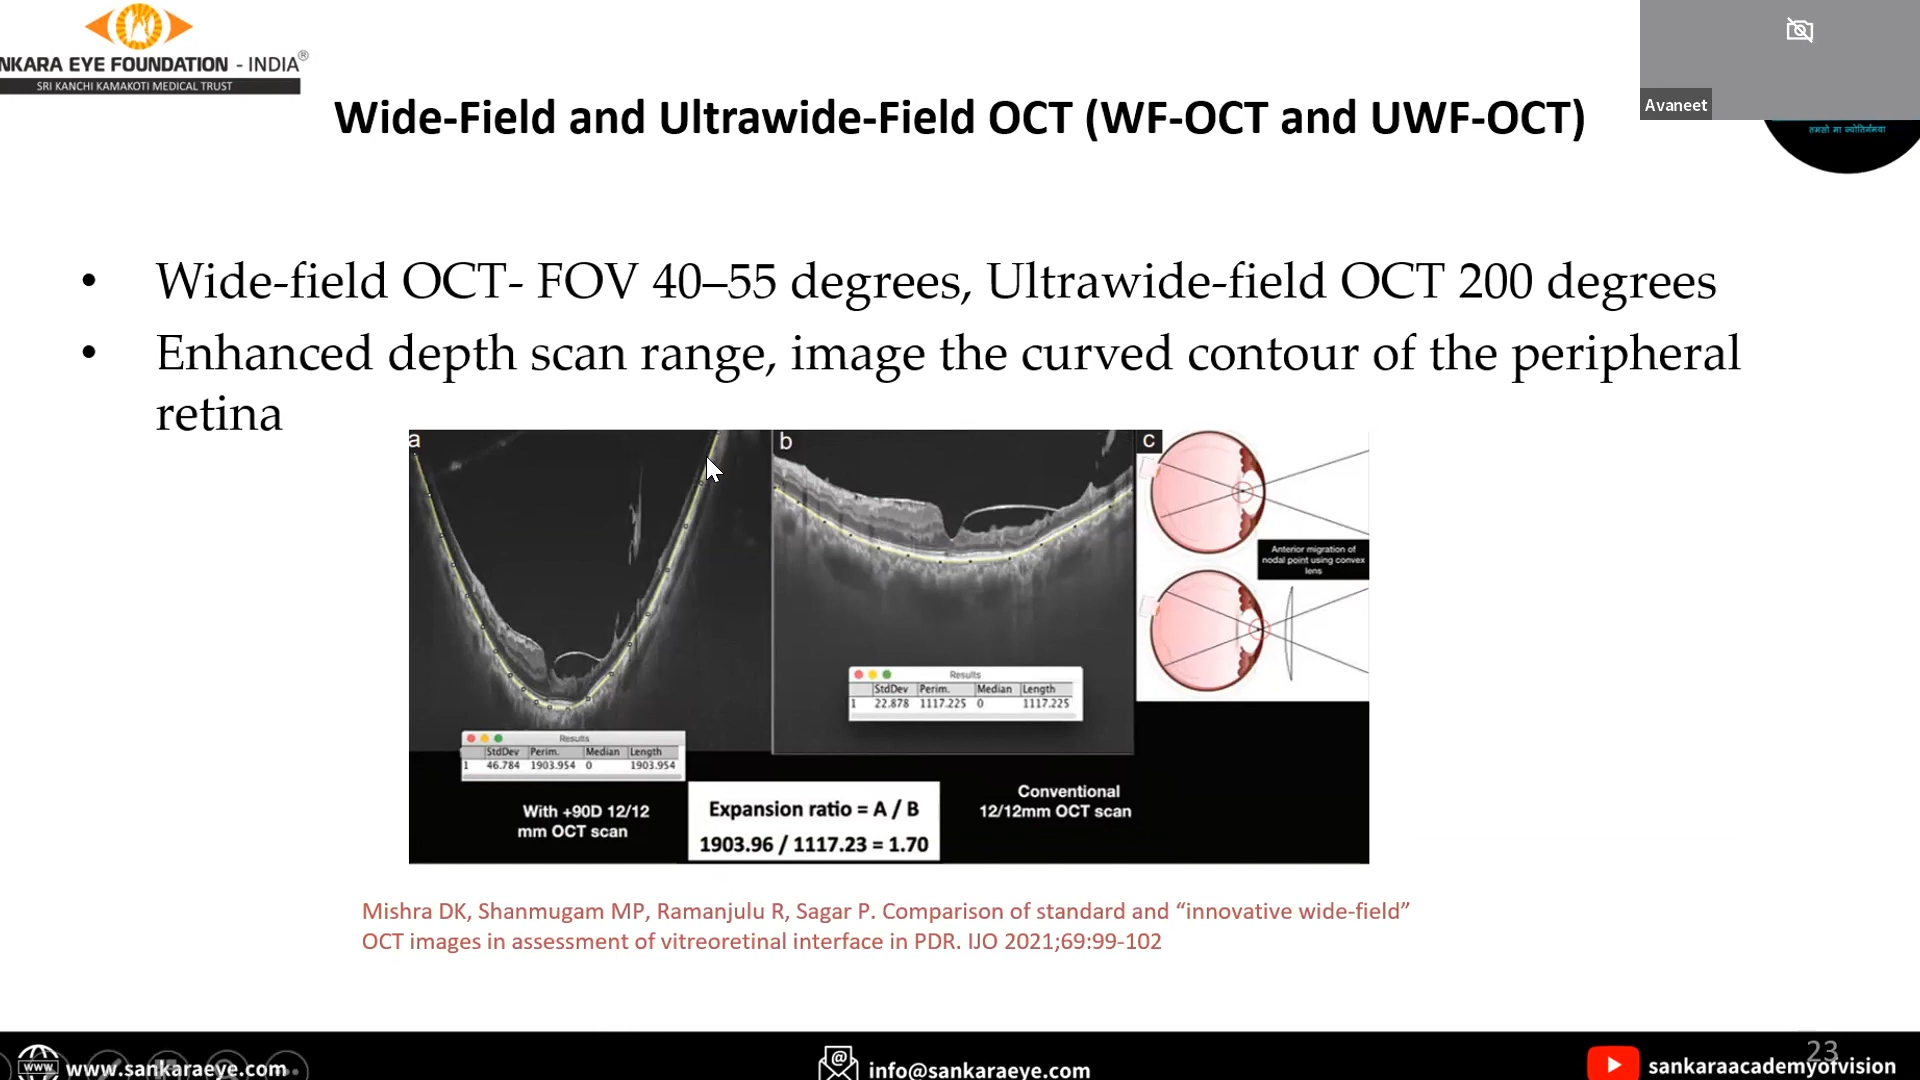 NKARA EYE FOUNDATION - INDIA®
SRI KANCHI KAMAKOTI MEDICAL TRUST
Avaneet
तमसो मा ज्योतिर्गमया
Wide-Field and Ultrawide-Field OCT (WF-OCT and UWF-OCT)
• Wide-field OCT- FOV 40–55 degrees, Ultrawide-field OCT 200 degrees
• Enhanced depth scan range, image the curved contour of the peripheral
retina
a
b
c
Anterior migration of
nodal point using convex
lens
Results
StdDev Perim. Median Length
1 22.878 1117.225 0 1117.225
Results
StdDev Perim. Median Length
1 46.784 1903.954 0 1903.954
With +90D 12/12
mm OCT scan
Expansion ratio = A / B
1903.96 / 1117.23 = 1.70
Conventional
12/12mm OCT scan
Mishra DK, Shanmugam MP, Ramanjulu R, Sagar P. Comparison of standard and “innovative wide-field”
OCT images in assessment of vitreoretinal interface in PDR. IJO 2021;69:99-102
23
www
www.sankaraeye.com
@
info@sankaraeye.com
sankaraacademyofvision